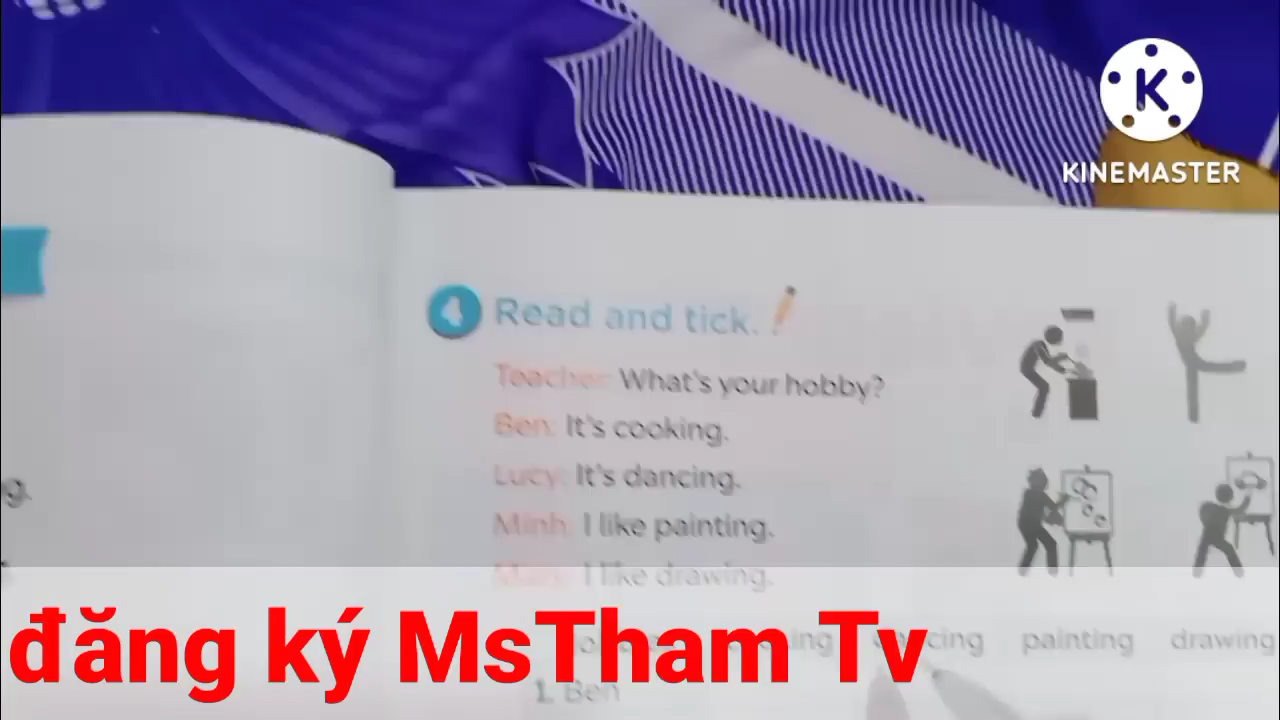 K
KINEMASTER
4 Read and tick.
Teacher: What's your hobby?
Ben: It's cooking.
Lucy: It's dancing.
Minh: I like painting.
Mary: I like drawing.
painting drawing
đăng ký MsTham Tv
1. Ben